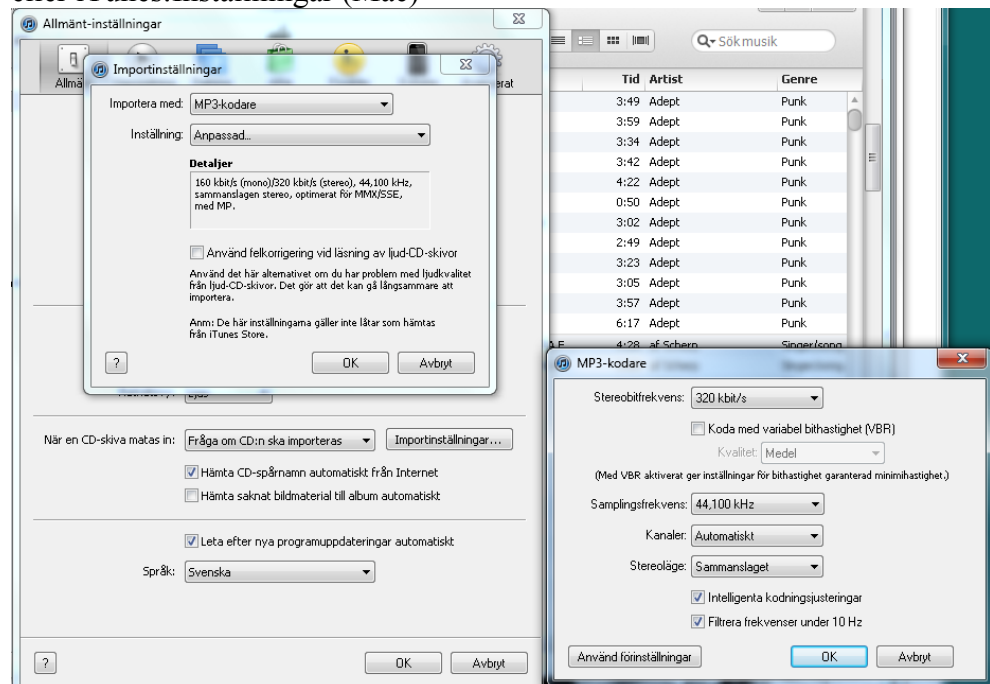 Allmänt-inställningar
Sök musik
Importinställningar
Allmä
erat
Tid Artist Genre
Importera med: MP3-kodare
Inställning: Anpassad...
Detaljer
160 kbit/s (mono)/320 kbit/s (stereo), 44,100 kHz,
sammanslagen stereo, optimerat för MMX/SSE,
med MP.
Använd felkorrigering vid läsning av ljud-CD-skivor
Använd det här alternativet om du har problem med ljudkvalitet
från ljud-CD-skivor. Det gör att det kan gå långsammare att
importera.
Anm: De här inställningarna gäller inte låtar som hämtas
från iTunes Store.
? OK Avbryt
3:49 Adept Punk
3:59 Adept Punk
3:34 Adept Punk
3:42 Adept Punk
4:22 Adept Punk
0:50 Adept Punk
3:02 Adept Punk
2:49 Adept Punk
3:23 Adept Punk
3:05 Adept Punk
3:57 Adept Punk
6:17 Adept Punk
4:28 af Schern Singer/song
När en CD-skiva matas in: Fråga om CD:n ska importeras Importinställningar...
Hämta CD-spårnamn automatiskt från Internet
Hämta saknat bildmaterial till album automatiskt
Leta efter nya programuppdateringar automatiskt
Språk: Svenska
? OK Avbryt
MP3-kodare
Stereobitfrekvens: 320 kbit/s
Koda med variabel bithastighet (VBR)
Kvalitet: Medel
(Med VBR aktiverat ger inställningar för bithastighet garanterad minimihastighet.)
Samplingsfrekvens: 44,100 kHz
Kanaler: Automatiskt
Stereoläge: Sammanslaget
Intelligenta kodningsjusteringar
Filtrera frekvenser under 10 Hz
Använd förinställningar OK Avbryt